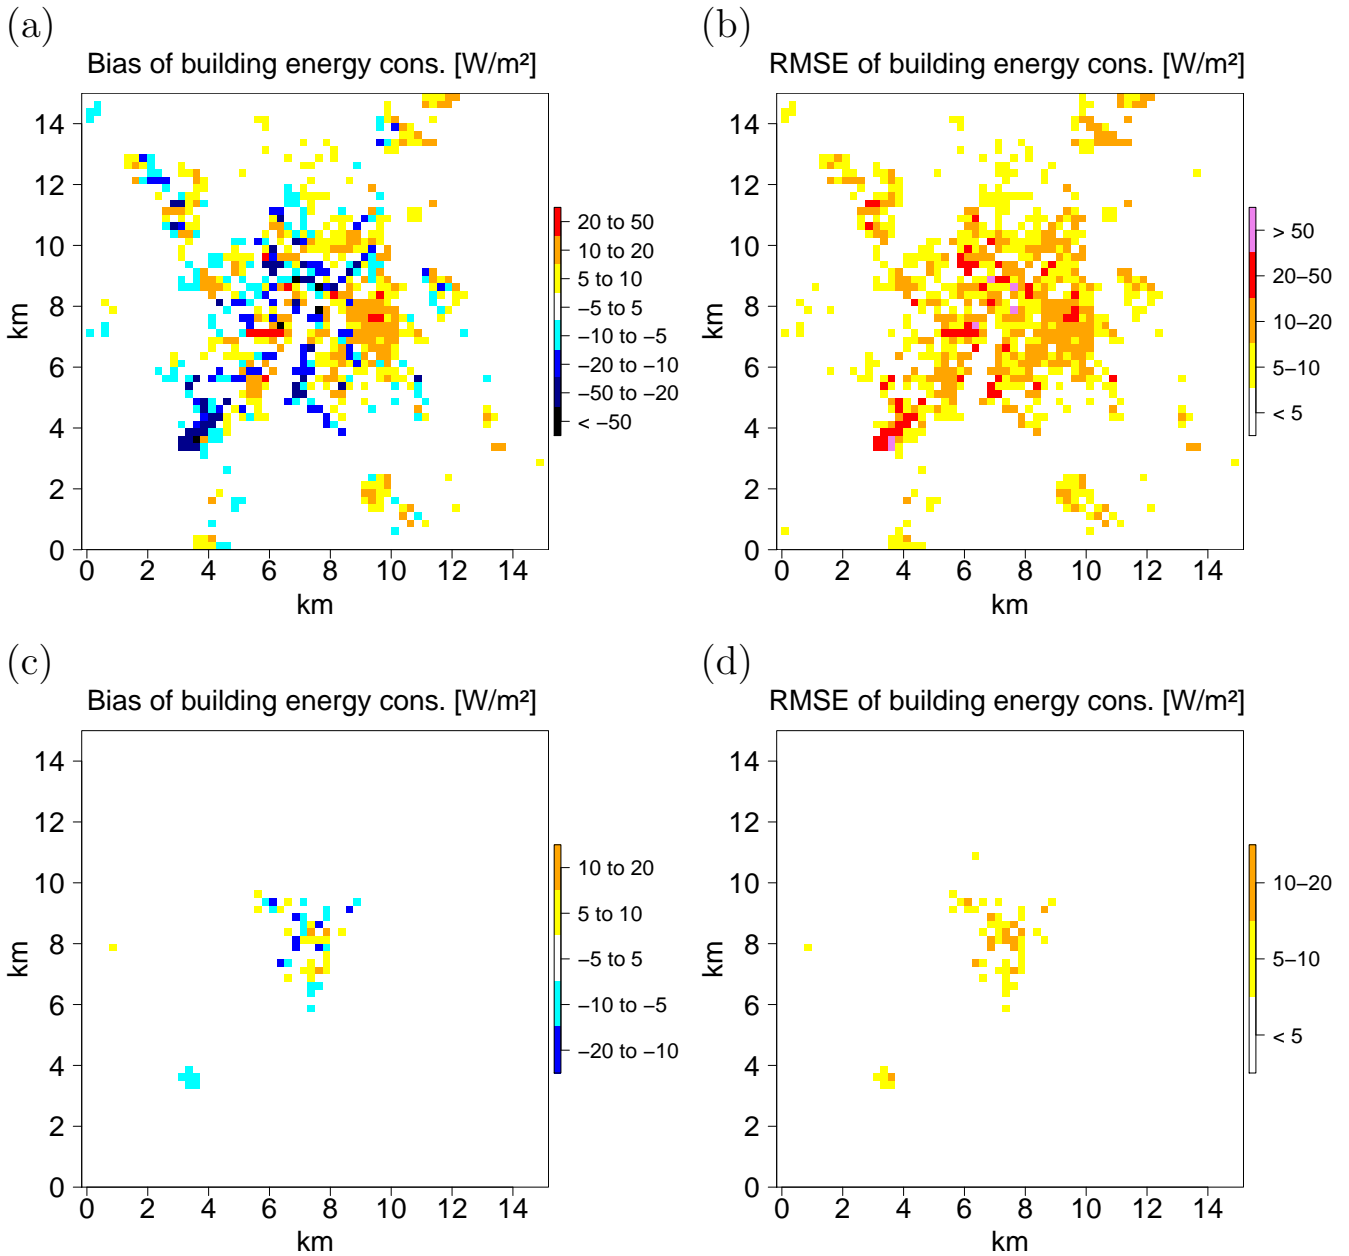 (a)
Bias of building energy cons. [W/m²]
14
12
10
8
6
4
2
0
km
0 2 4 6 8 10 12 14
km
20 to 50
10 to 20
5 to 10
−5 to 5
−10 to −5
−20 to −10
−50 to −20
< −50
(b)
RMSE of building energy cons. [W/m²]
14
12
10
8
6
4
2
0
km
0 2 4 6 8 10 12 14
km
> 50
20−50
10−20
5−10
< 5
(c)
Bias of building energy cons. [W/m²]
14
12
10
8
6
4
2
0
km
0 2 4 6 8 10 12 14
km
10 to 20
5 to 10
−5 to 5
−10 to −5
−20 to −10
(d)
RMSE of building energy cons. [W/m²]
14
12
10
8
6
4
2
0
km
0 2 4 6 8 10 12 14
km
10−20
5−10
< 5